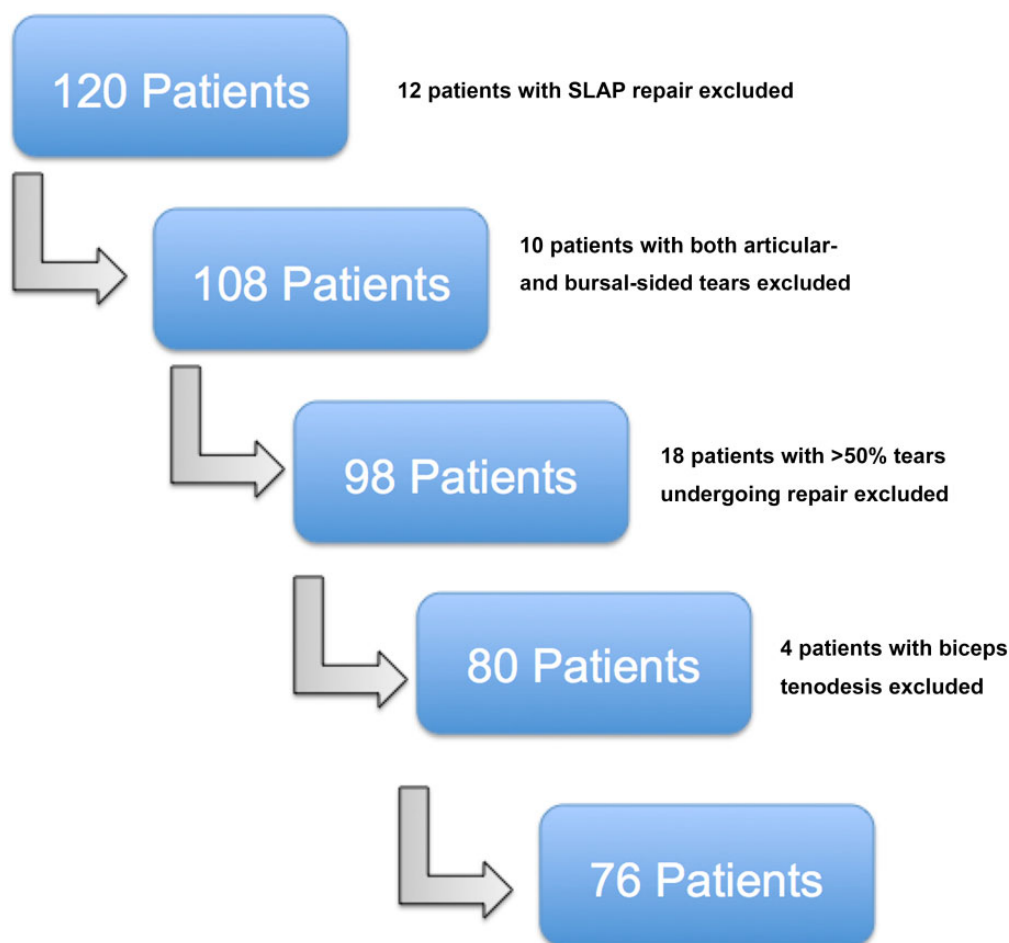 120 Patients
12 patients with SLAP repair excluded
108 Patients
10 patients with both articular-
and bursal-sided tears excluded
98 Patients
18 patients with >50% tears
undergoing repair excluded
80 Patients
4 patients with biceps
tenodesis excluded
76 Patients